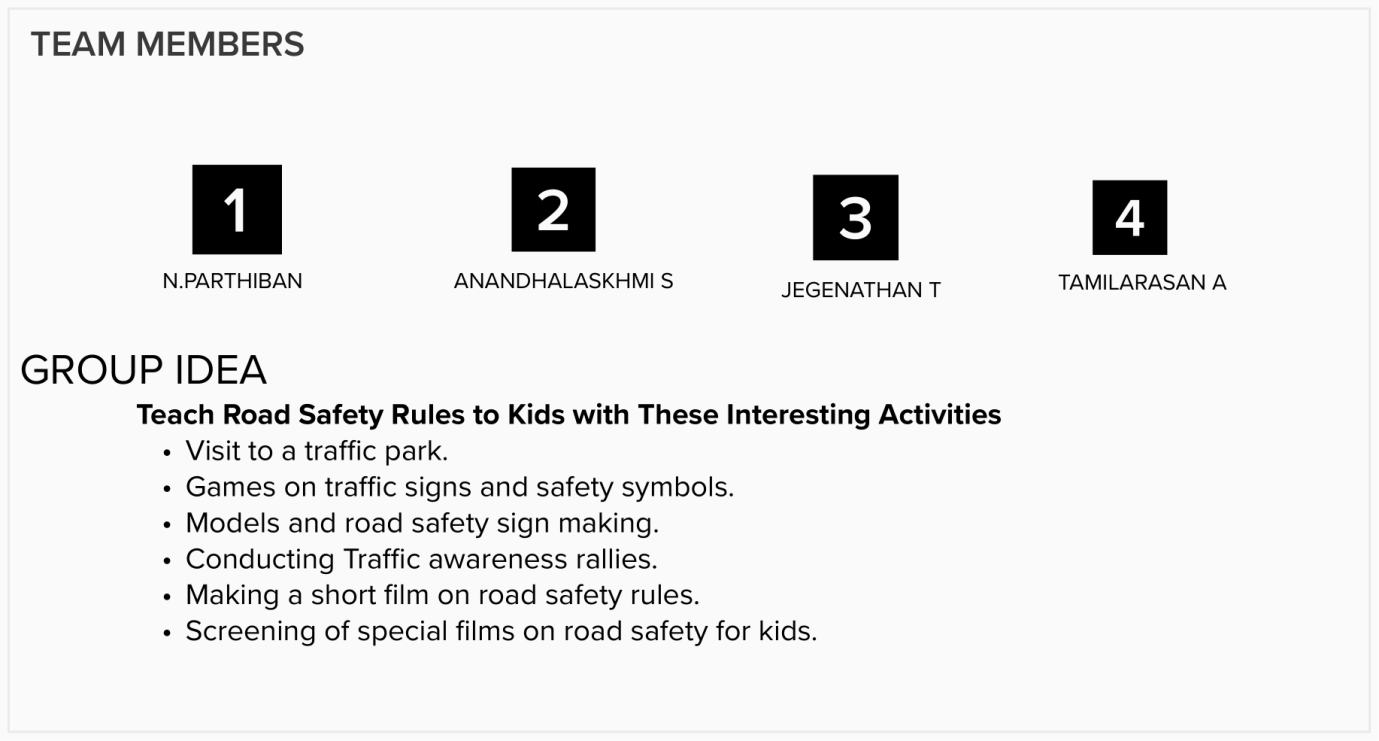 TEAM MEMBERS
1 2 3 4
N.PARTHIBAN ANANDHALASKHMI S JEGENATHAN T TAMILARASAN A
GROUP IDEA
Teach Road Safety Rules to Kids with These Interesting Activities
• Visit to a traffic park.
• Games on traffic signs and safety symbols.
• Models and road safety sign making.
• Conducting Traffic awareness rallies.
• Making a short film on road safety rules.
• Screening of special films on road safety for kids.